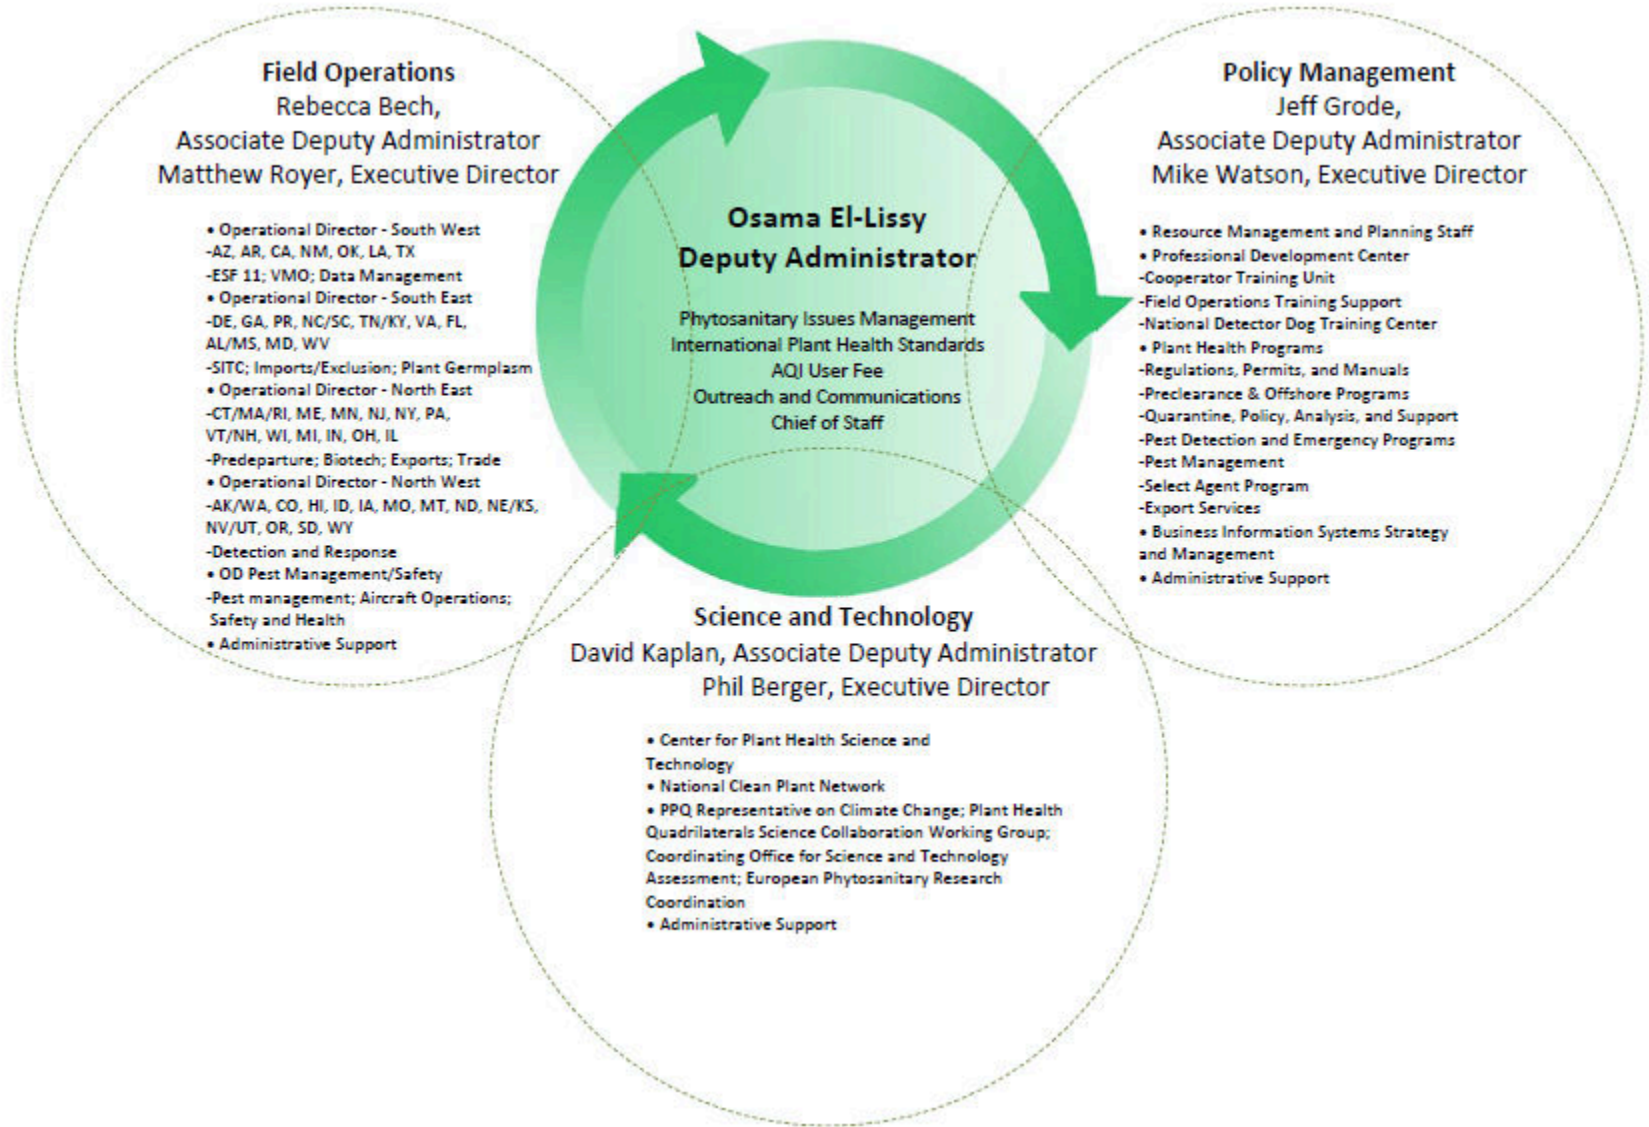 Field Operations
Rebecca Bech,
Associate Deputy Administrator
Matthew Royer, Executive Director
• Operational Director - South West
-AZ, AR, CA, NM, OK, LA, TX
-ESF 11; VMO; Data Management
• Operational Director - South East
-DE, GA, PR, NC/SC, TN/KY, VA, FL,
AL/MS, MD, WV
-SITC; Imports/Exclusion; Plant Germplasm
• Operational Director - North East
-CT/MA/RI, ME, MN, NJ, NY, PA,
VT/NH, WI, MI, IN, OH, IL
-Predeparture; Biotech; Exports; Trade
• Operational Director - North West
-AK/WA, CO, HI, ID, IA, MO, MT, ND, NE/KS,
NV/UT, OR, SD, WY
-Detection and Response
• OD Pest Management/Safety
-Pest management; Aircraft Operations;
Safety and Health
• Administrative Support
Osama El-Lissy
Deputy Administrator
Phytosanitary Issues Management
International Plant Health Standards
AQI User Fee
Outreach and Communications
Chief of Staff
Policy Management
Jeff Grode,
Associate Deputy Administrator
Mike Watson, Executive Director
• Resource Management and Planning Staff
• Professional Development Center
-Cooperator Training Unit
-Field Operations Training Support
-National Detector Dog Training Center
• Plant Health Programs
-Regulations, Permits, and Manuals
-Preclearance & Offshore Programs
-Quarantine, Policy, Analysis, and Support
-Pest Detection and Emergency Programs
-Pest Management
-Select Agent Program
-Export Services
• Business Information Systems Strategy
and Management
• Administrative Support
Science and Technology
David Kaplan, Associate Deputy Administrator
Phil Berger, Executive Director
• Center for Plant Health Science and
Technology
• National Clean Plant Network
• PPQ Representative on Climate Change; Plant Health
Quadrilaterals Science Collaboration Working Group;
Coordinating Office for Science and Technology
Assessment; European Phytosanitary Research
Coordination
• Administrative Support